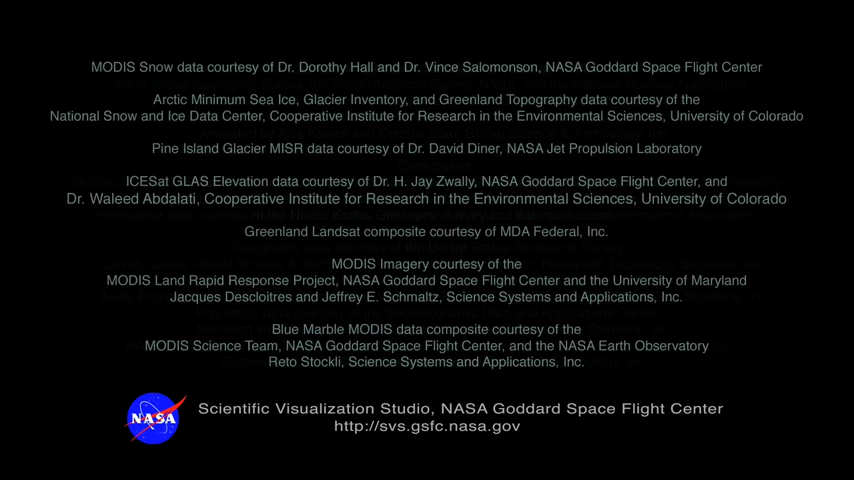 MODIS Snow data courtesy of Dr. Dorothy Hall and Dr. Vince Salomonson, NASA Goddard Space Flight Center
Arctic Minimum Sea Ice, Glacier Inventory, and Greenland Topography data courtesy of the
National Snow and Ice Data Center, Cooperative Institute for Research in the Environmental Sciences, University of Colorado
Pine Island Glacier MISR data courtesy of Dr. David Diner, NASA Jet Propulsion Laboratory
ICESat GLAS Elevation data courtesy of Dr. H. Jay Zwally, NASA Goddard Space Flight Center, and
Dr. Waleed Abdalati, Cooperative Institute for Research in the Environmental Sciences, University of Colorado
Greenland Landsat composite courtesy of MDA Federal, Inc.
MODIS Imagery courtesy of the
MODIS Land Rapid Response Project, NASA Goddard Space Flight Center and the University of Maryland
Jacques Descloitres and Jeffrey E. Schmaltz, Science Systems and Applications, Inc.
Blue Marble MODIS data composite courtesy of the
MODIS Science Team, NASA Goddard Space Flight Center, and the NASA Earth Observatory
Reto Stockli, Science Systems and Applications, Inc.
NASA
Scientific Visualization Studio, NASA Goddard Space Flight Center
http://svs.gsfc.nasa.gov